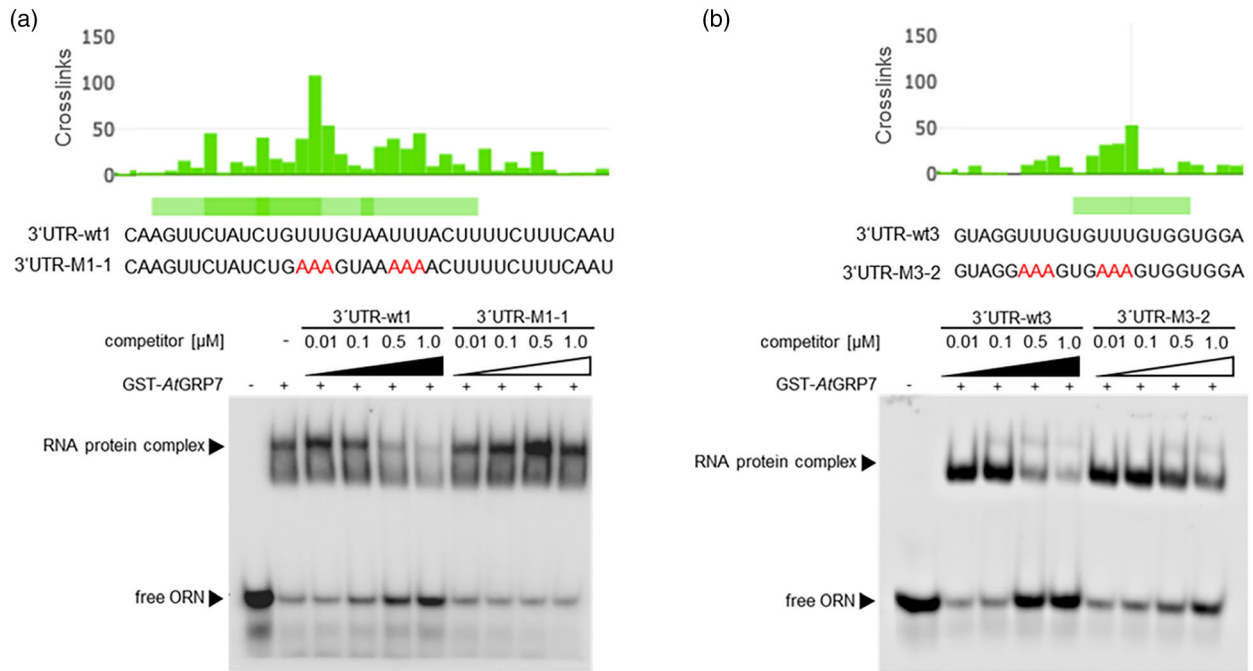 (a)
150
100
50
0
Crosslinks
3'UTR-wt1 CAAGUUCUAUCUGUUUGUAAUUUACUUUUCUUUCAAU
3'UTR-M1-1 CAAGUUCUAUCUGAAAGUAAAAAACUUUUCUUUCAAU
3´UTR-wt1 3´UTR-M1-1
competitor [µM] - 0.01 0.1 0.5 1.0 0.01 0.1 0.5 1.0
GST-AtGRP7 - + + + + + + + + +
RNA protein complex
free ORN
(b)
150
100
50
0
Crosslinks
3'UTR-wt3 GUAGGUUUGUGUUUGUGGUGGA
3'UTR-M3-2 GUAGGAAAGUGAAAGUGGUGGA
3´UTR-wt3 3´UTR-M3-2
competitor [µM] 0.01 0.1 0.5 1.0 0.01 0.1 0.5 1.0
GST-AtGRP7 - + + + + + + + +
RNA protein complex
free ORN